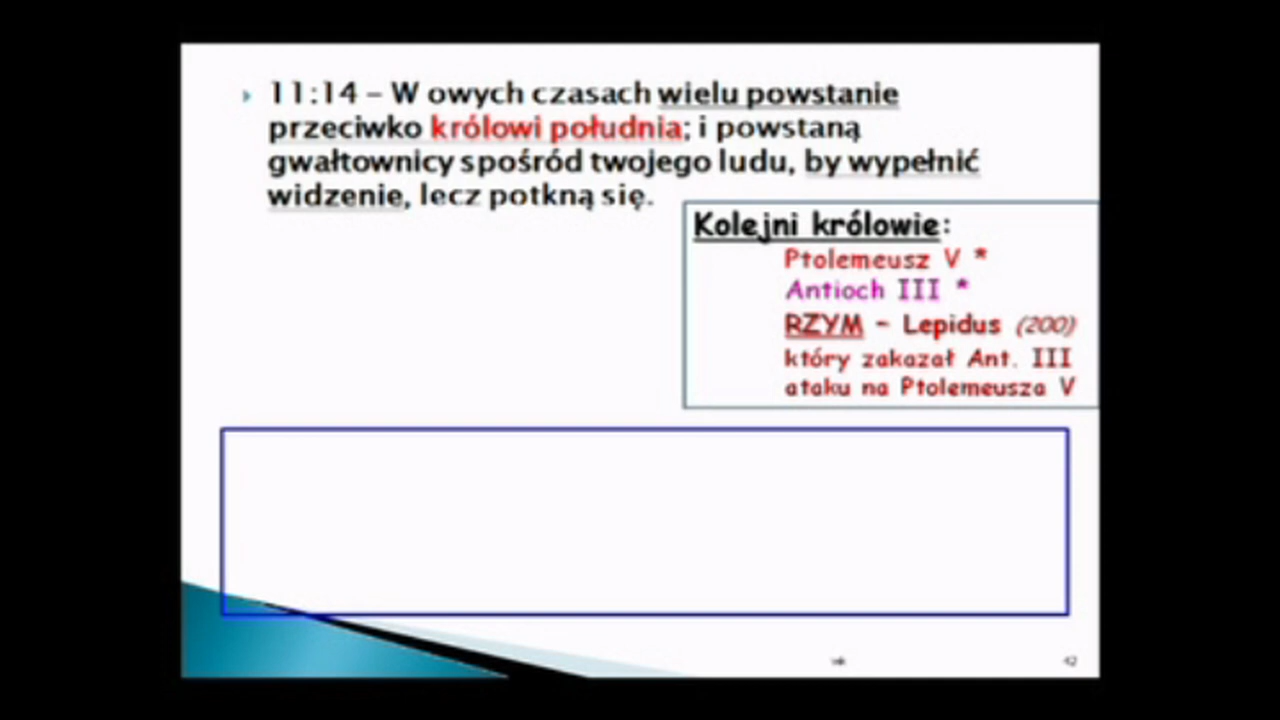 11:14 – W owych czasach wielu powstanie
przeciwko królowi południa; i powstaną
gwałtownicy spośród twojego ludu, by wypełnić
widzenie, lecz potkną się.
Kolejni królowie:
Ptolemeusz V *
Antioch III *
RZYM - Lepidus (200)
który zakazał Ant. III
ataku na Ptolemeusza V